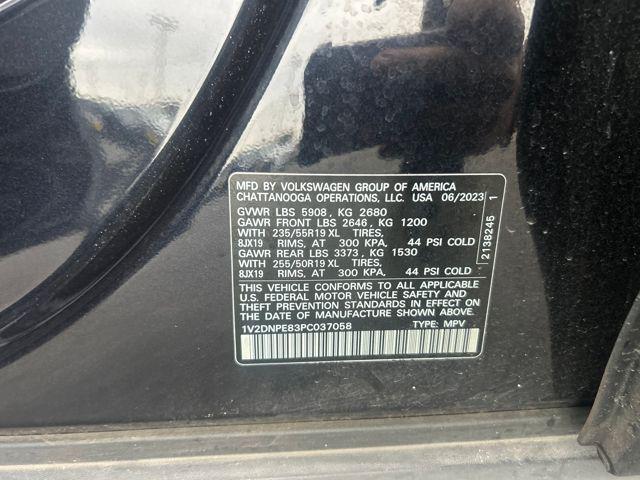 MFD BY VOLKSWAGEN GROUP OF AMERICA
CHATTANOOGA OPERATIONS, LLC. USA 06/2023
GVWR LBS 5908, KG 2680
GAWR FRONT LBS 2646, KG 1200
WITH 235/55R19 XL TIRES,
8JX19 RIMS, AT 300 KPA, 44 PSI COLD
GAWR REAR LBS 3373, KG 1530
WITH 255/50R19 XL TIRES,
8JX19 RIMS, AT 300 KPA, 44 PSI COLD
THIS VEHICLE CONFORMS TO ALL APPLICABLE
U.S. FEDERAL MOTOR VEHICLE SAFETY AND
THEFT PREVENTION STANDARDS IN EFFECT ON
THE DATE OF MANUFACTURE SHOWN ABOVE.
1V2DNPE83PC037058 TYPE: MPV
2138245 1